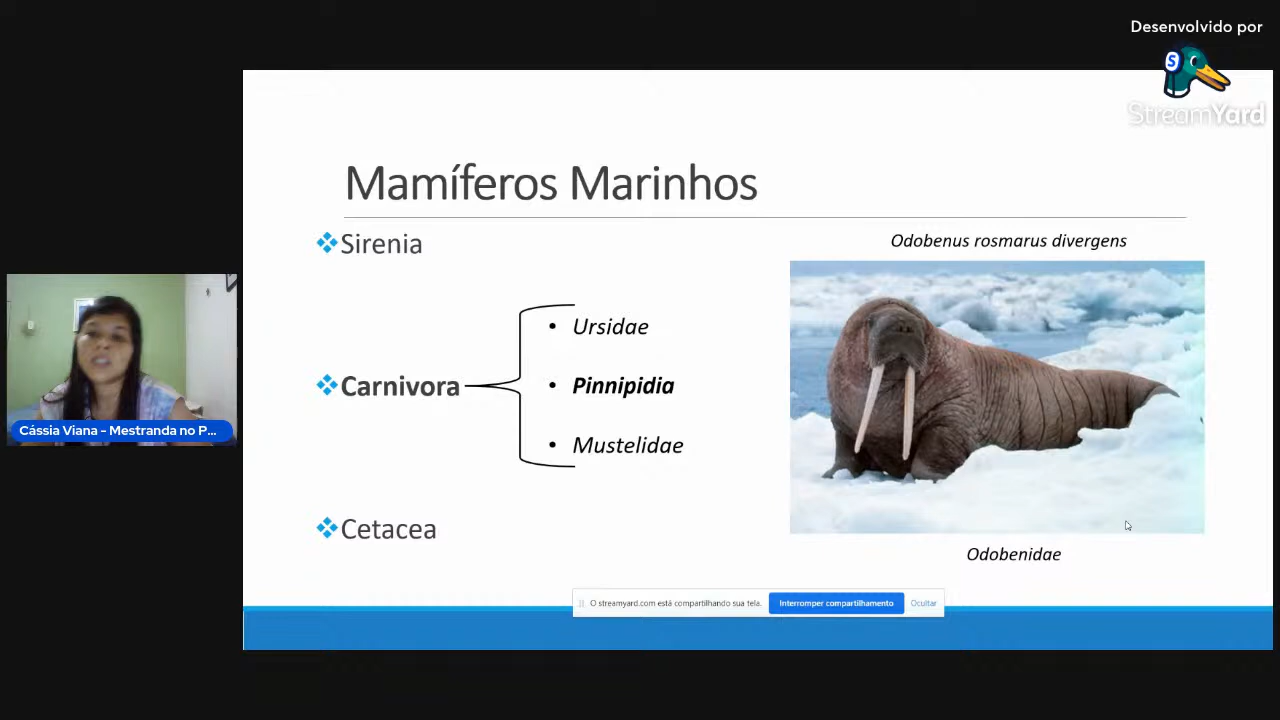 Desenvolvido por
StreamYard
Mamíferos Marinhos
Sirenia
Odobenus rosmarus divergens
Ursidae
Carnivora
Pinnipidia
Mustelidae
Cássia Viana - Mestranda no P...
Cetacea
Odobenidae
O streamyard.com está compartilhando sua tela.
Interromper compartilhamento
Ocultar